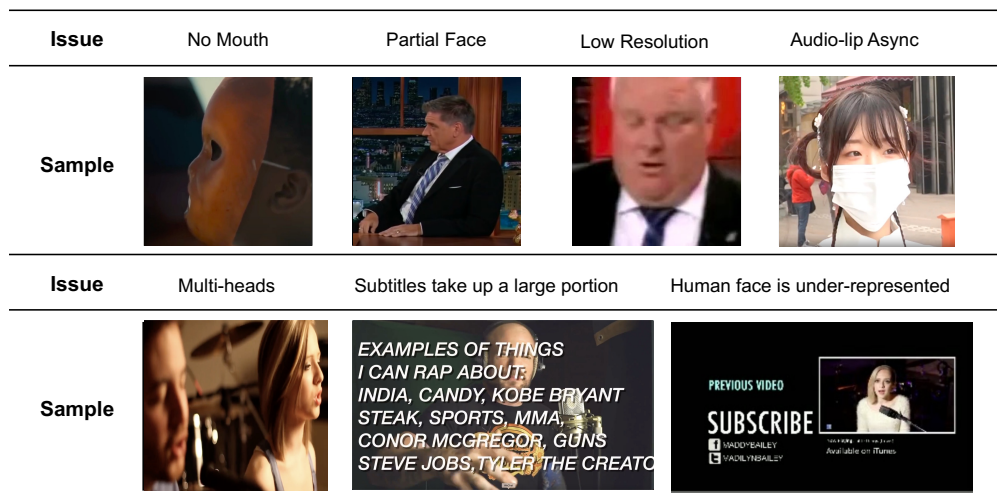 Issue No Mouth Partial Face Low Resolution Audio-lip Async
Sample
Issue Multi-heads Subtitles take up a large portion Human face is under-represented
Sample
EXAMPLES OF THINGS
I CAN RAP ABOUT:
INDIA, CANDY, KOBE BRYANT
STEAK, SPORTS, MMA,
CONOR MCGREGOR, GUNS
STEVE JOBS,TYLER THE CREATO
PREVIOUS VIDEO
SUBSCRIBE
MADDYBAILEY
MADILYNBAILEY
Available on iTunes